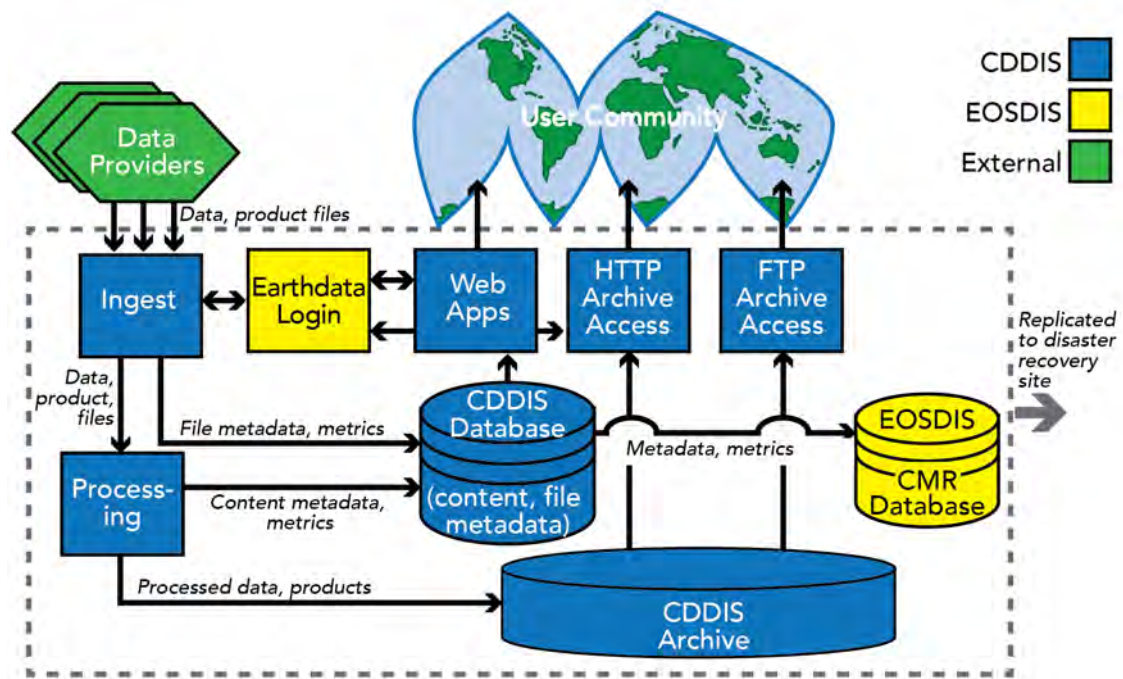 CDDIS
EOSDIS
External
Data
Providers
User Community
Data, product files
Ingest
Earthdata
Login
Web
Apps
HTTP
Archive
Access
FTP
Archive
Access
Replicated
to disaster
recovery
site
Data,
product,
files
File metadata, metrics
CDDIS
Database
(content, file
metadata)
Metadata, metrics
EOSDIS
CMR
Database
Process-
ing
Content metadata,
metrics
Processed data, products
CDDIS
Archive